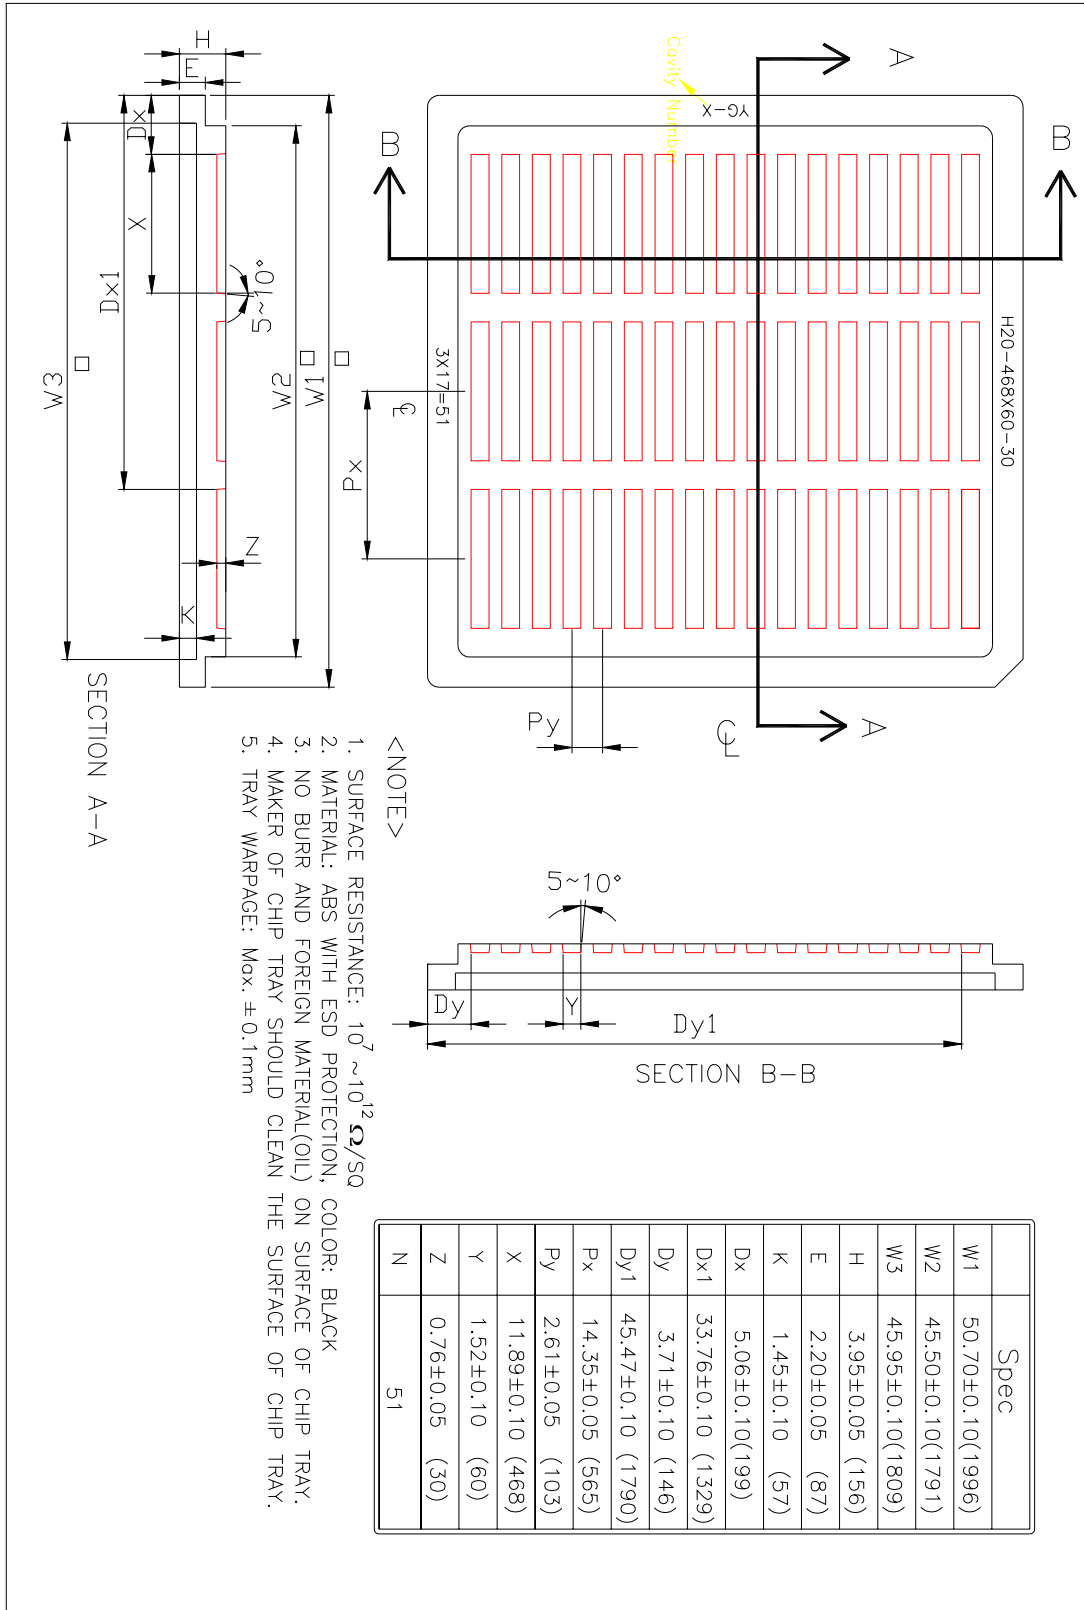 Cavity Number
YG-X
A
A
B
B
H20-468X60-30
3X17=51
℄
Px
Py
℄
H
E
Dx
X
Dx1
5~10°
□ W1
□ W2
□ W3
Z
K
SECTION A-A
5~10°
Dy
Y
Dy1
SECTION B-B
<NOTE>
1. SURFACE RESISTANCE: 10⁷ ~10¹² Ω/SQ
2. MATERIAL: ABS WITH ESD PROTECTION, COLOR: BLACK
3. NO BURR AND FOREIGN MATERIAL(OIL) ON SURFACE OF CHIP TRAY.
4. MAKER OF CHIP TRAY SHOULD CLEAN THE SURFACE OF CHIP TRAY.
5. TRAY WARPAGE: Max. ±0.1mm
Spec
W1 50.70±0.10(1996)
W2 45.50±0.10(1791)
W3 45.95±0.10(1809)
H 3.95±0.05 (156)
E 2.20±0.05 (87)
K 1.45±0.10 (57)
Dx 5.06±0.10(199)
Dx1 33.76±0.10 (1329)
Dy 3.71±0.10 (146)
Dy1 45.47±0.10 (1790)
Px 14.35±0.05 (565)
Py 2.61±0.05 (103)
X 11.89±0.10 (468)
Y 1.52±0.10 (60)
Z 0.76±0.05 (30)
N 51